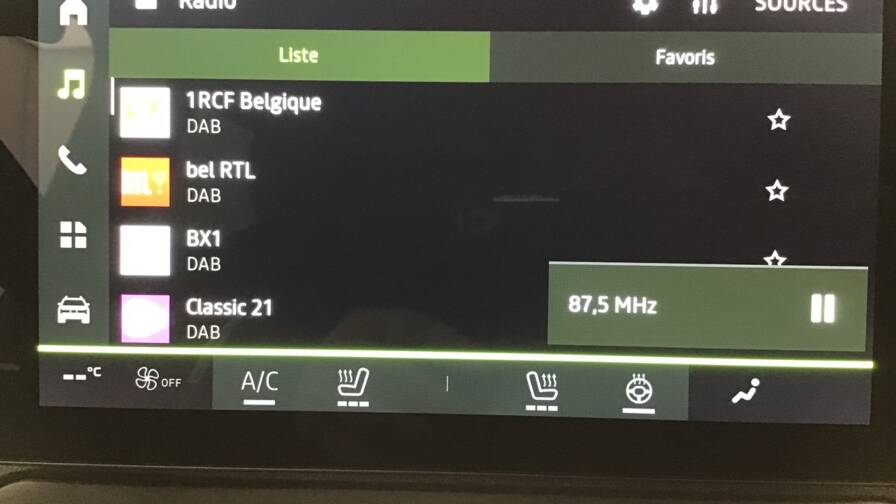 Radio
SOURCES
Liste
Favoris
1RCF Belgique
DAB
bel RTL
DAB
BX1
DAB
Classic 21
DAB
87,5 MHz
--°C
OFF
A/C